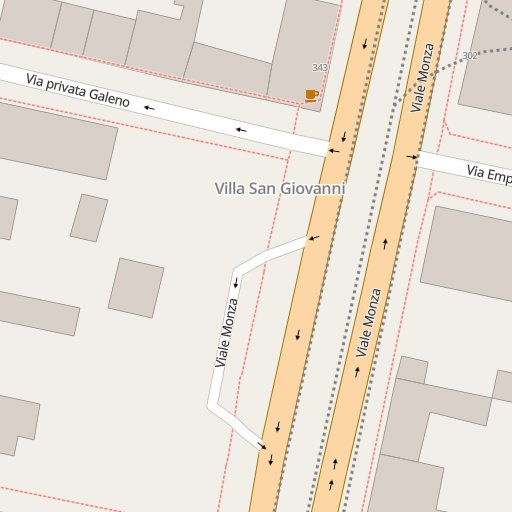 343
302
Viale Monza
Via privata Galeno
Via Emp
Villa San Giovanni
Viale Monza
Viale Monza